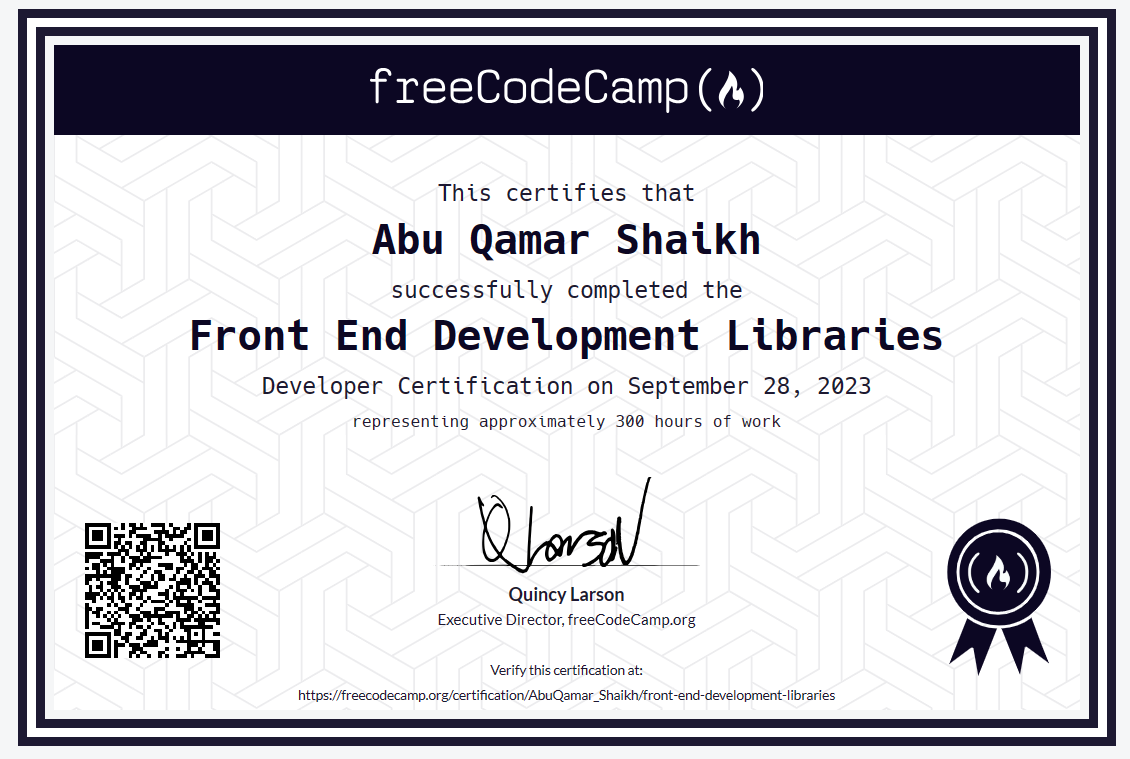 freeCodeCamp
This certifies that
Abu Qamar Shaikh
successfully completed the
Front End Development Libraries
Developer Certification on September 28, 2023
representing approximately 300 hours of work
Q Larson
Quincy Larson
Executive Director, freeCodeCamp.org
Verify this certification at:
https://freecodecamp.org/certification/AbuQamar_Shaikh/front-end-development-libraries